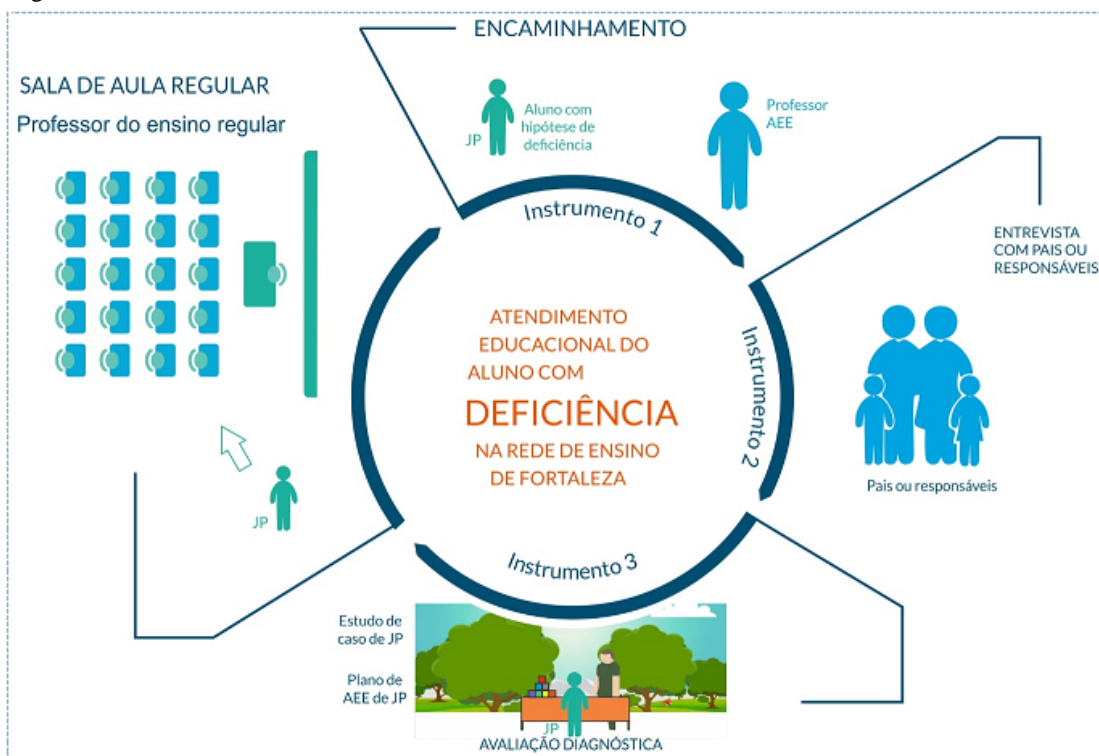 ENCAMINHAMENTO
SALA DE AULA REGULAR
Professor do ensino regular
JP
Aluno com
hipótese de
deficiência
Professor
AEE
Instrumento 1
ENTREVISTA
COM PAIS OU
RESPONSÁVEIS
ATENDIMENTO
EDUCACIONAL DO
ALUNO COM
DEFICIÊNCIA
NA REDE DE ENSINO
DE FORTALEZA
Instrumento 2
Pais ou responsáveis
JP
Instrumento 3
Estudo de
caso de JP
Plano de
AEE de JP
JP
AVALIAÇÃO DIAGNÓSTICA